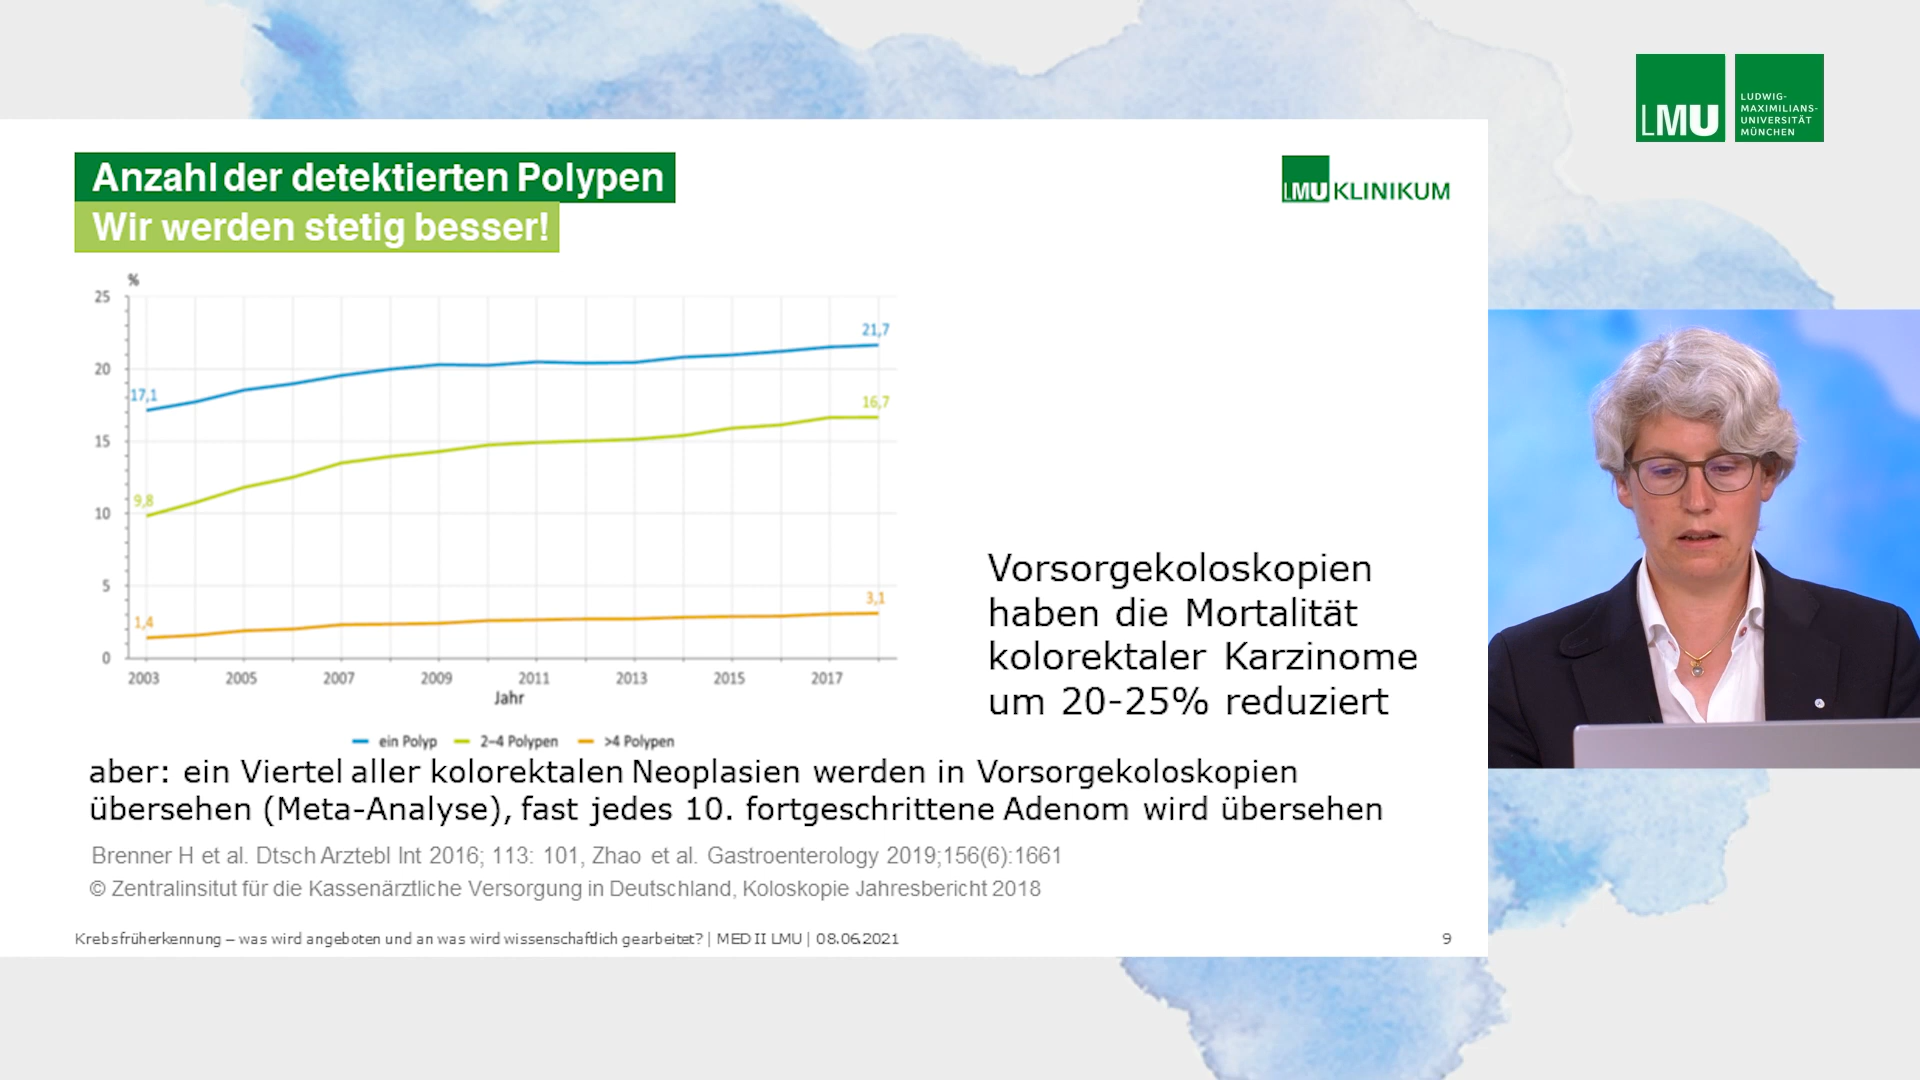 LMU
LUDWIG-
MAXIMILIANS-
UNIVERSITÄT
MÜNCHEN
Anzahl der detektierten Polypen
Wir werden stetig besser!
LMU KLINIKUM
%
25
20
15
10
5
0
17,1
21,7
9,8
16,7
1,4
3,1
2003 2005 2007 2009 2011 2013 2015 2017
Jahr
ein Polyp 2–4 Polypen >4 Polypen
Vorsorgekoloskopien
haben die Mortalität
kolorektaler Karzinome
um 20-25% reduziert
aber: ein Viertel aller kolorektalen Neoplasien werden in Vorsorgekoloskopien
übersehen (Meta-Analyse), fast jedes 10. fortgeschrittene Adenom wird übersehen
Brenner H et al. Dtsch Arztebl Int 2016; 113: 101, Zhao et al. Gastroenterology 2019;156(6):1661
© Zentralinsitut für die Kassenärztliche Versorgung in Deutschland, Koloskopie Jahresbericht 2018
Krebsfrüherkennung – was wird angeboten und an was wird wissenschaftlich gearbeitet? | MED II LMU | 08.06.2021
9